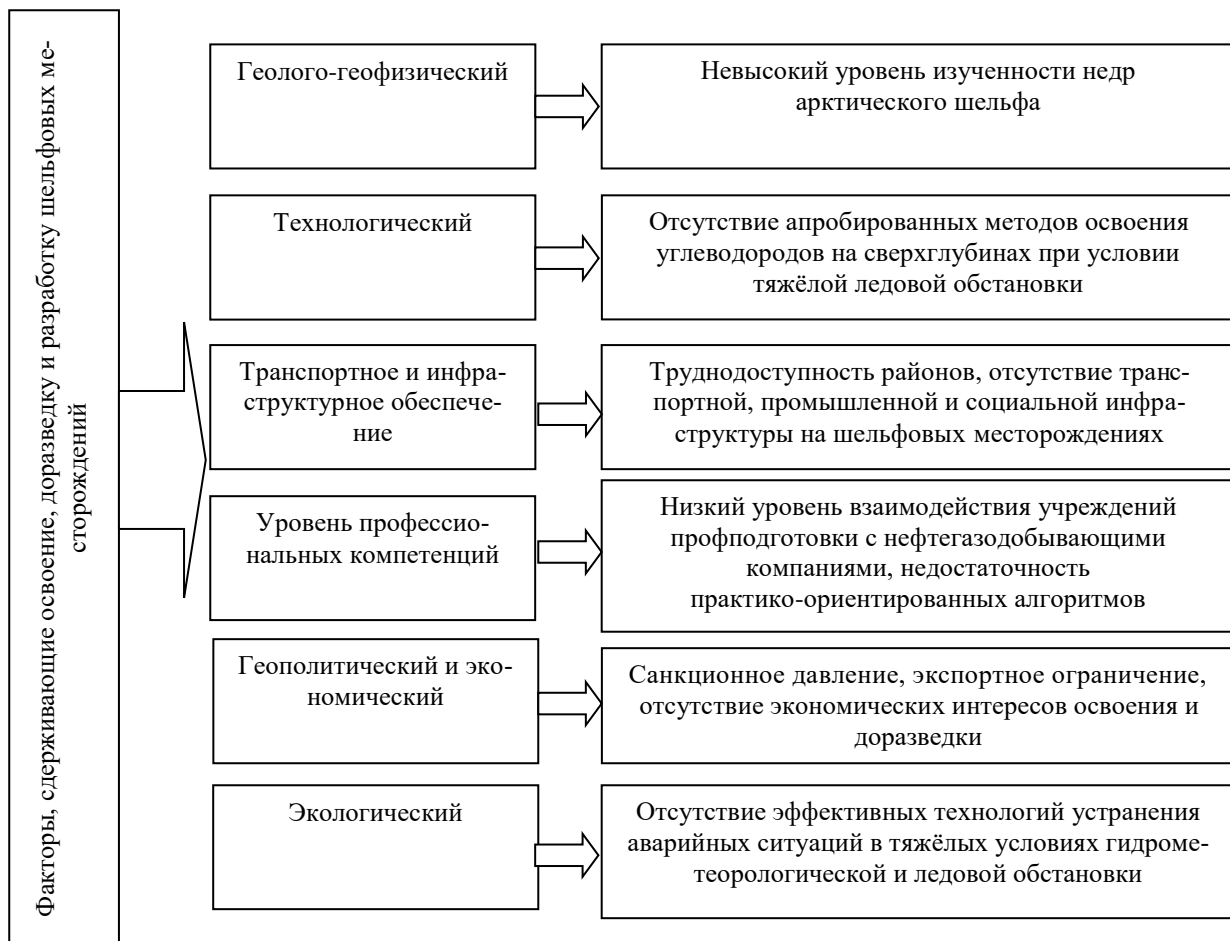 Факторы, сдерживающие освоение, доразведку и разработку шельфовых ме-
сторождений
Геолого-геофизический
Невысокий уровень изученности недр
арктического шельфа
Технологический
Отсутствие апробированных методов освоения
углеводородов на сверхглубинах при условии
тяжёлой ледовой обстановки
Транспортное и инфра-
структурное обеспече-
ние
Труднодоступность районов, отсутствие транс-
портной, промышленной и социальной инфра-
структуры на шельфовых месторождениях
Уровень профессио-
нальных компетенций
Низкий уровень взаимодействия учреждений
профподготовки с нефтегазодобывающими
компаниями, недостаточность
практико-ориентированных алгоритмов
Геополитический и эко-
номический
Санкционное давление, экспортное ограничение,
отсутствие экономических интересов освоения и
доразведки
Экологический
Отсутствие эффективных технологий устранения
аварийных ситуаций в тяжёлых условиях гидроме-
теорологической и ледовой обстановки